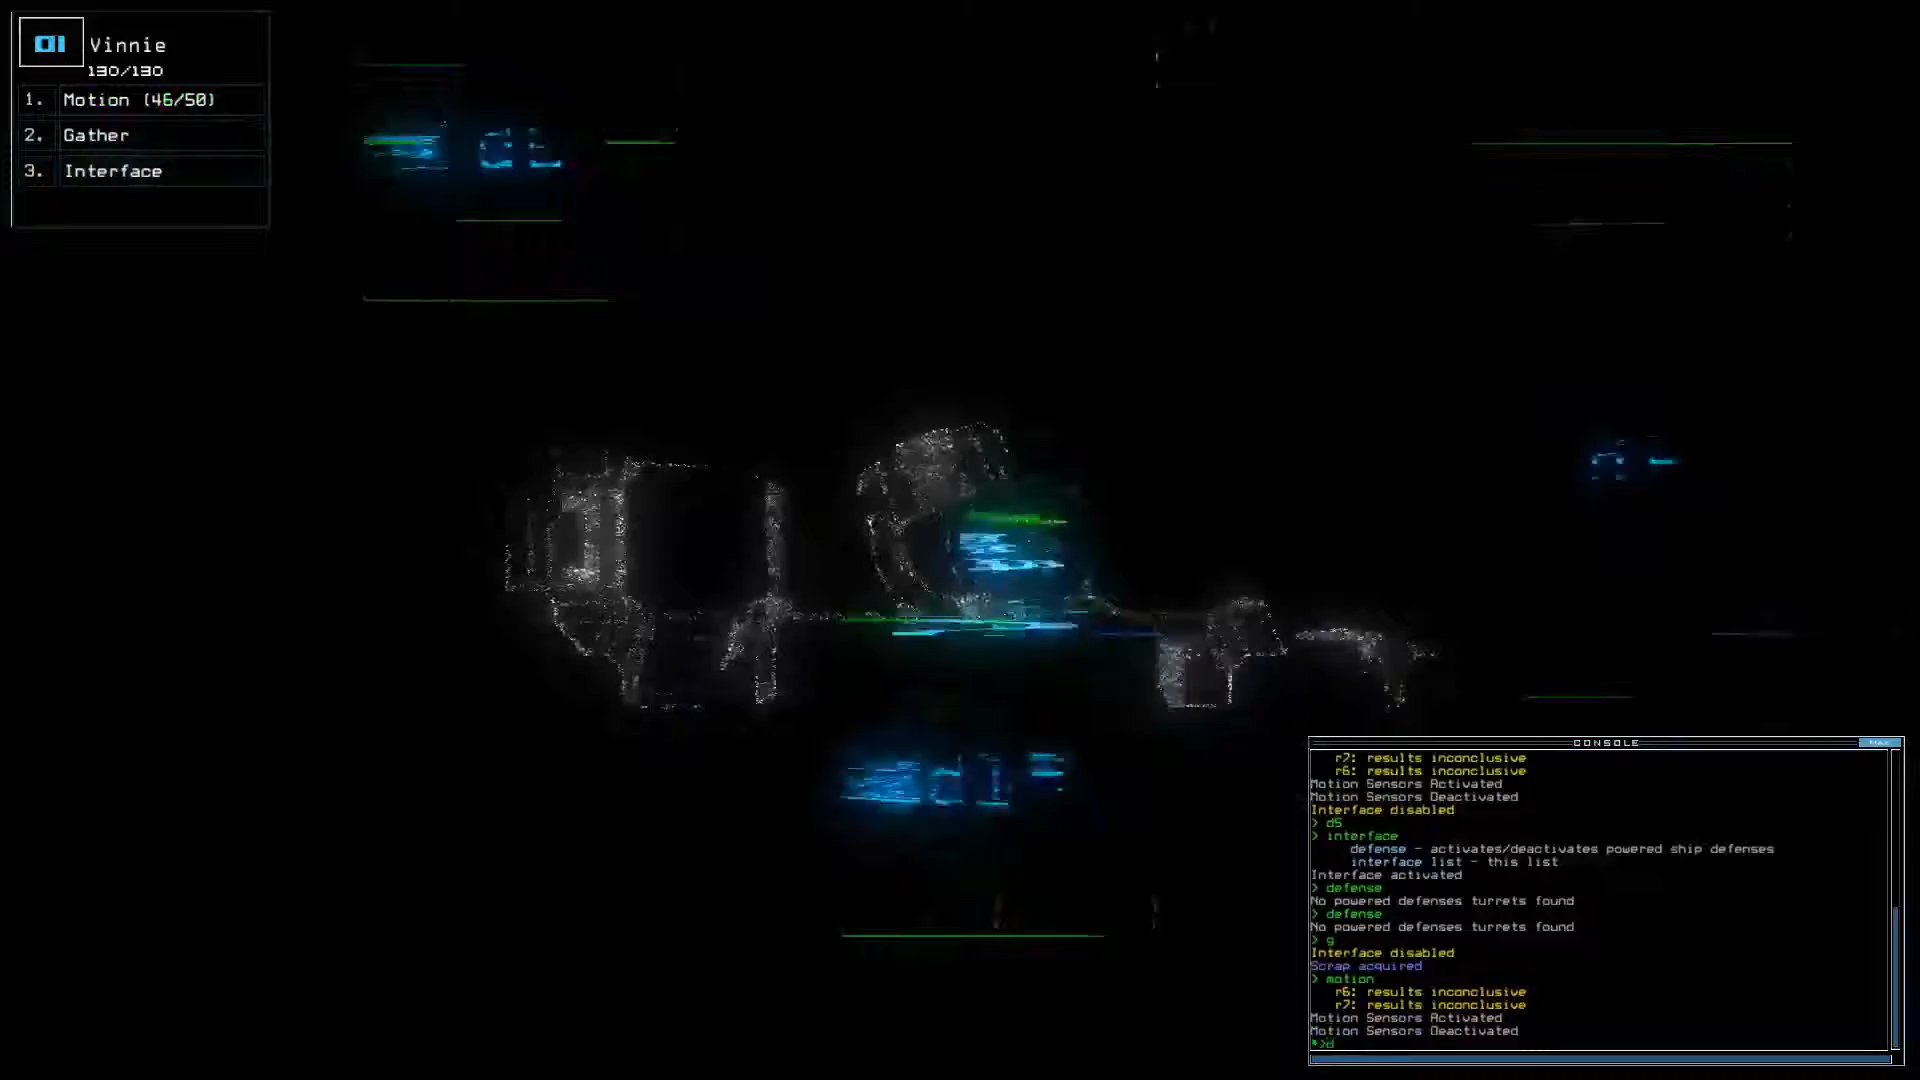 01
Vinnie
130/130
1. Motion (46/50)
2. Gather
3. Interface
CONSOLE
r7: results inconclusive
r6: results inconclusive
Motion Sensors Activated
Motion Sensors Deactivated
Interface disabled
> d5
> interface
defense - activates/deactivates powered ship defenses
interface list - this list
Interface activated
> defense
No powered defenses turrets found
> defense
No powered defenses turrets found
> g
Interface disabled
Scrap acquired
> motion
r6: results inconclusive
r7: results inconclusive
Motion Sensors Activated
Motion Sensors Deactivated
>d